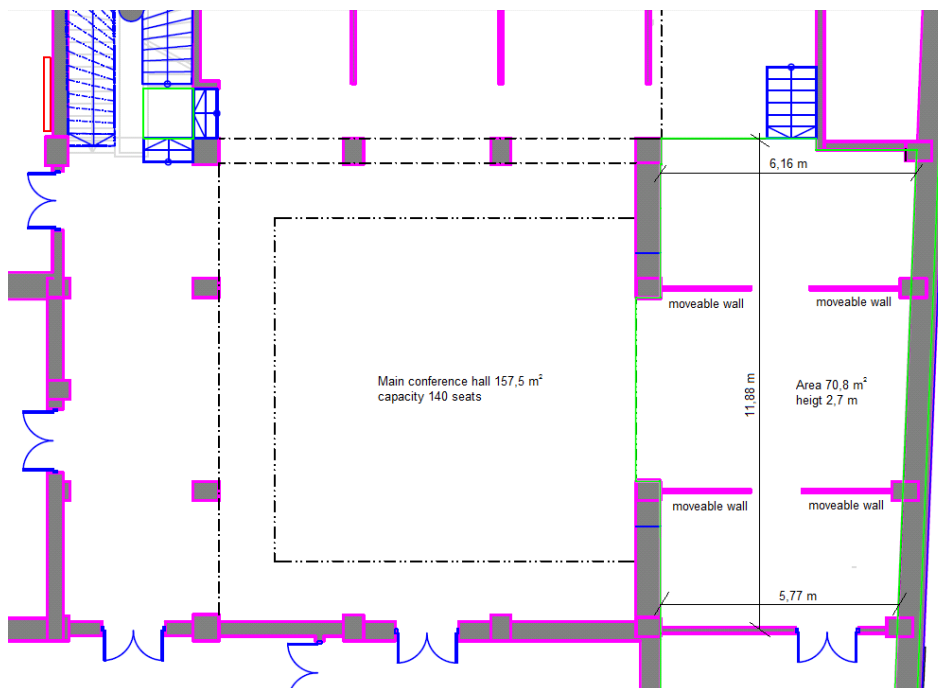 6,16 m
moveable wall
moveable wall
Main conference hall 157,5 m²
capacity 140 seats
11,88 m
Area 70,8 m²
heigt 2,7 m
moveable wall
moveable wall
5,77 m